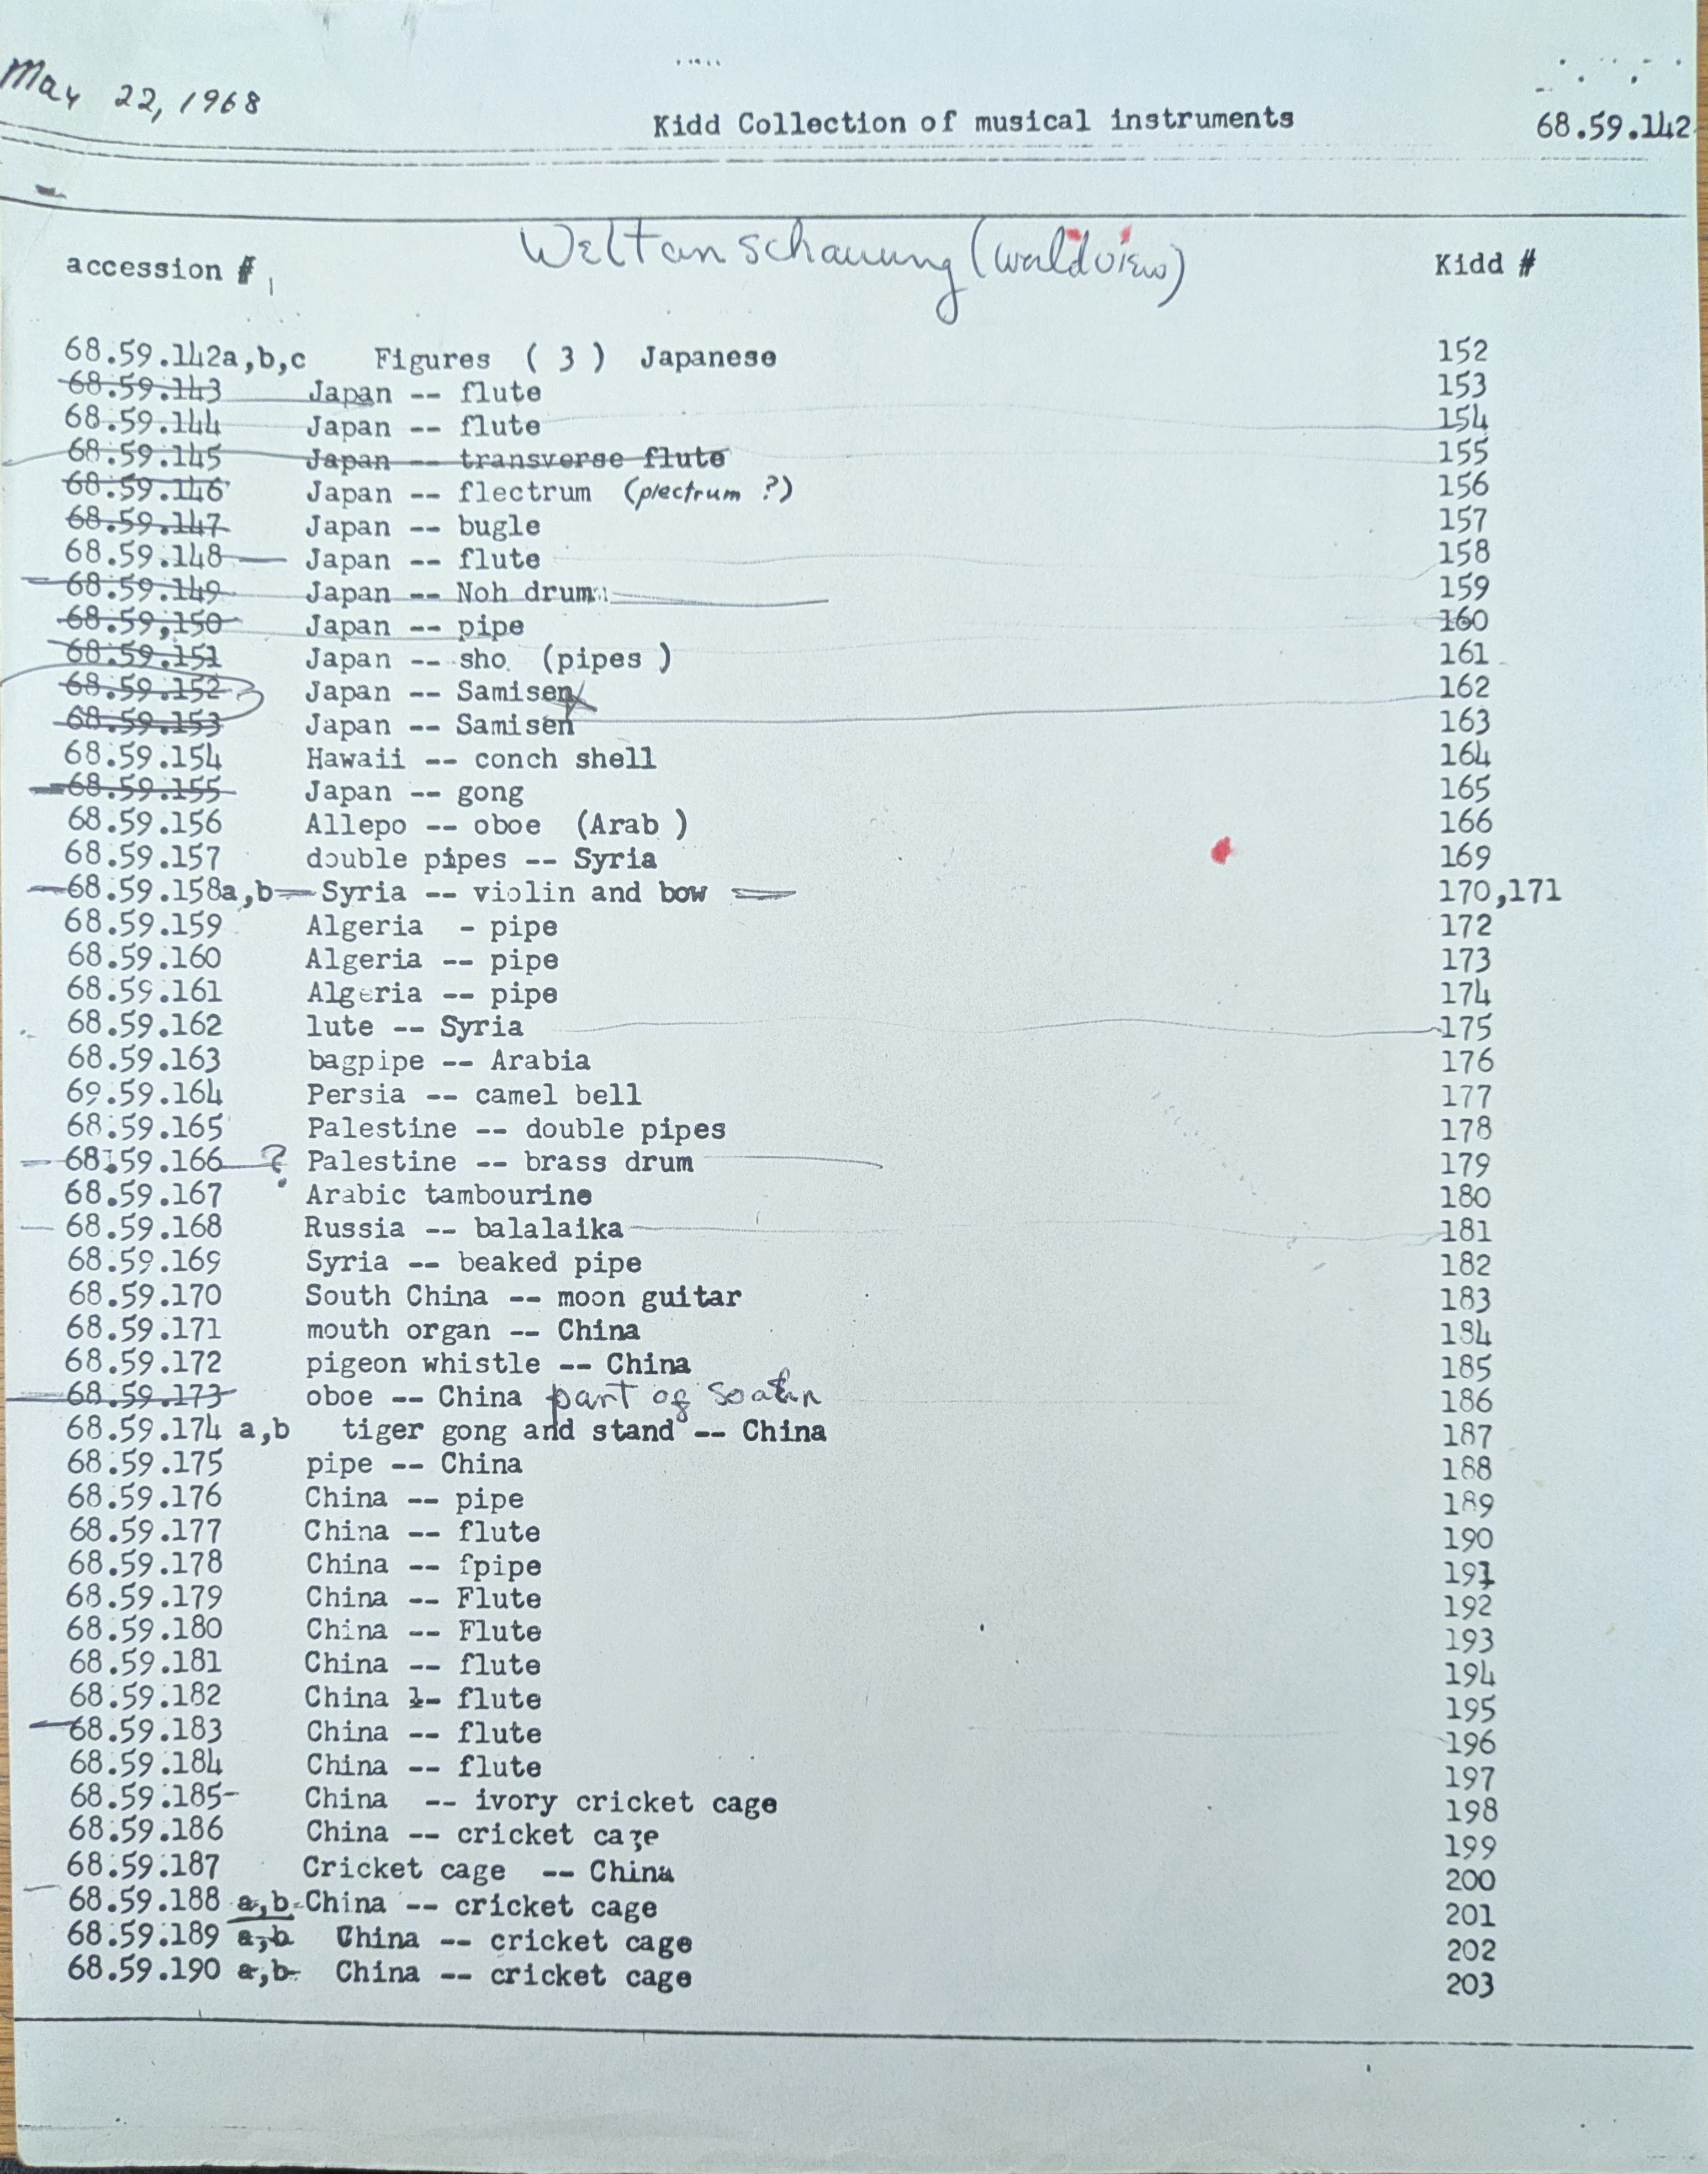 May 22, 1968
Kidd Collection of musical instruments 68.59.142
Weltanschauung (worldview)
accession # Kidd #
68.59.142a,b,c Figures ( 3 ) Japanese 152
68.59.143 Japan -- flute 153
68.59.144 Japan -- flute 154
68.59.145 Japan -- transverse flute 155
68.59.146 Japan -- flectrum (plectrum ?) 156
68.59.147 Japan -- bugle 157
68.59.148 Japan -- flute 158
68.59.149 Japan -- Noh drum 159
68.59,150 Japan -- pipe 160
68.59.151 Japan -- sho (pipes ) 161
68.59.152 Japan -- Samisen 162
68.59.153 Japan -- Samisen 163
68.59.154 Hawaii -- conch shell 164
68.59.155 Japan -- gong 165
68.59.156 Allepo -- oboe (Arab ) 166
68.59.157 double pipes -- Syria 169
68.59.158a,b Syria -- violin and bow 170,171
68.59.159 Algeria - pipe 172
68.59.160 Algeria -- pipe 173
68.59.161 Algeria -- pipe 174
68.59.162 lute -- Syria 175
68.59.163 bagpipe -- Arabia 176
69.59.164 Persia -- camel bell 177
68.59.165 Palestine -- double pipes 178
68.59.166 ? Palestine -- brass drum 179
68.59.167 Arabic tambourine 180
68.59.168 Russia -- balalaika 181
68.59.169 Syria -- beaked pipe 182
68.59.170 South China -- moon guitar 183
68.59.171 mouth organ -- China 184
68.59.172 pigeon whistle -- China 185
68.59.173 oboe -- China part of 186
68.59.174 a,b tiger gong and stand -- China 187
68.59.175 pipe -- China 188
68.59.176 China -- pipe 189
68.59.177 China -- flute 190
68.59.178 China -- fpipe 191
68.59.179 China -- Flute 192
68.59.180 China -- Flute 193
68.59.181 China -- flute 194
68.59.182 China -- flute 195
68.59.183 China -- flute 196
68.59.184 China -- flute 197
68.59.185- China -- ivory cricket cage 198
68.59.186 China -- cricket cage 199
68.59.187 Cricket cage -- China 200
68.59.188 a,b China -- cricket cage 201
68.59.189 a,b China -- cricket cage 202
68.59.190 a,b China -- cricket cage 203